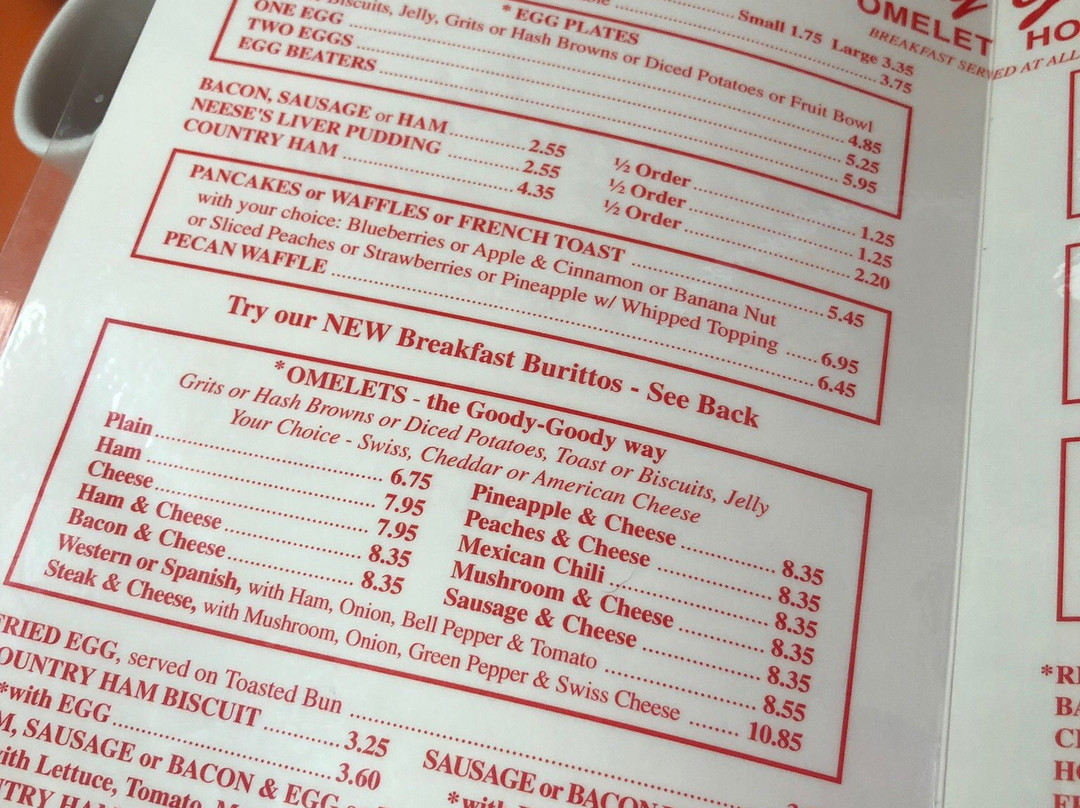 Small 1.75 Large 3.35
3.75
* EGG PLATES
Biscuits, Jelly, Grits or Hash Browns or Diced Potatoes or Fruit Bowl
ONE EGG 4.85
TWO EGGS 5.25
EGG BEATERS 5.95
BACON, SAUSAGE or HAM 2.55 ½ Order 1.25
NEESE'S LIVER PUDDING 2.55 ½ Order 1.25
COUNTRY HAM 4.35 ½ Order 2.20
PANCAKES or WAFFLES or FRENCH TOAST 5.45
with your choice: Blueberries or Apple & Cinnamon or Banana Nut
or Sliced Peaches or Strawberries or Pineapple w/ Whipped Topping 6.95
PECAN WAFFLE 6.45
Try our NEW Breakfast Burittos - See Back
*OMELETS - the Goody-Goody way
Grits or Hash Browns or Diced Potatoes, Toast or Biscuits, Jelly
Your Choice - Swiss, Cheddar or American Cheese
Plain 6.75
Ham 7.95
Cheese 7.95
Ham & Cheese 8.35
Bacon & Cheese 8.35
Pineapple & Cheese 8.35
Peaches & Cheese 8.35
Mexican Chili 8.35
Mushroom & Cheese 8.35
Sausage & Cheese 8.35
Western or Spanish, with Ham, Onion, Bell Pepper & Tomato 8.55
Steak & Cheese, with Mushroom, Onion, Green Pepper & Swiss Cheese 10.85
FRIED EGG, served on Toasted Bun
COUNTRY HAM BISCUIT 3.25
*with EGG 3.60
SAUSAGE or BACON & EGG
with Lettuce, Tomato,
SAUSAGE or
*with
OMELET
BREAKFAST SERVED AT ALL
HO